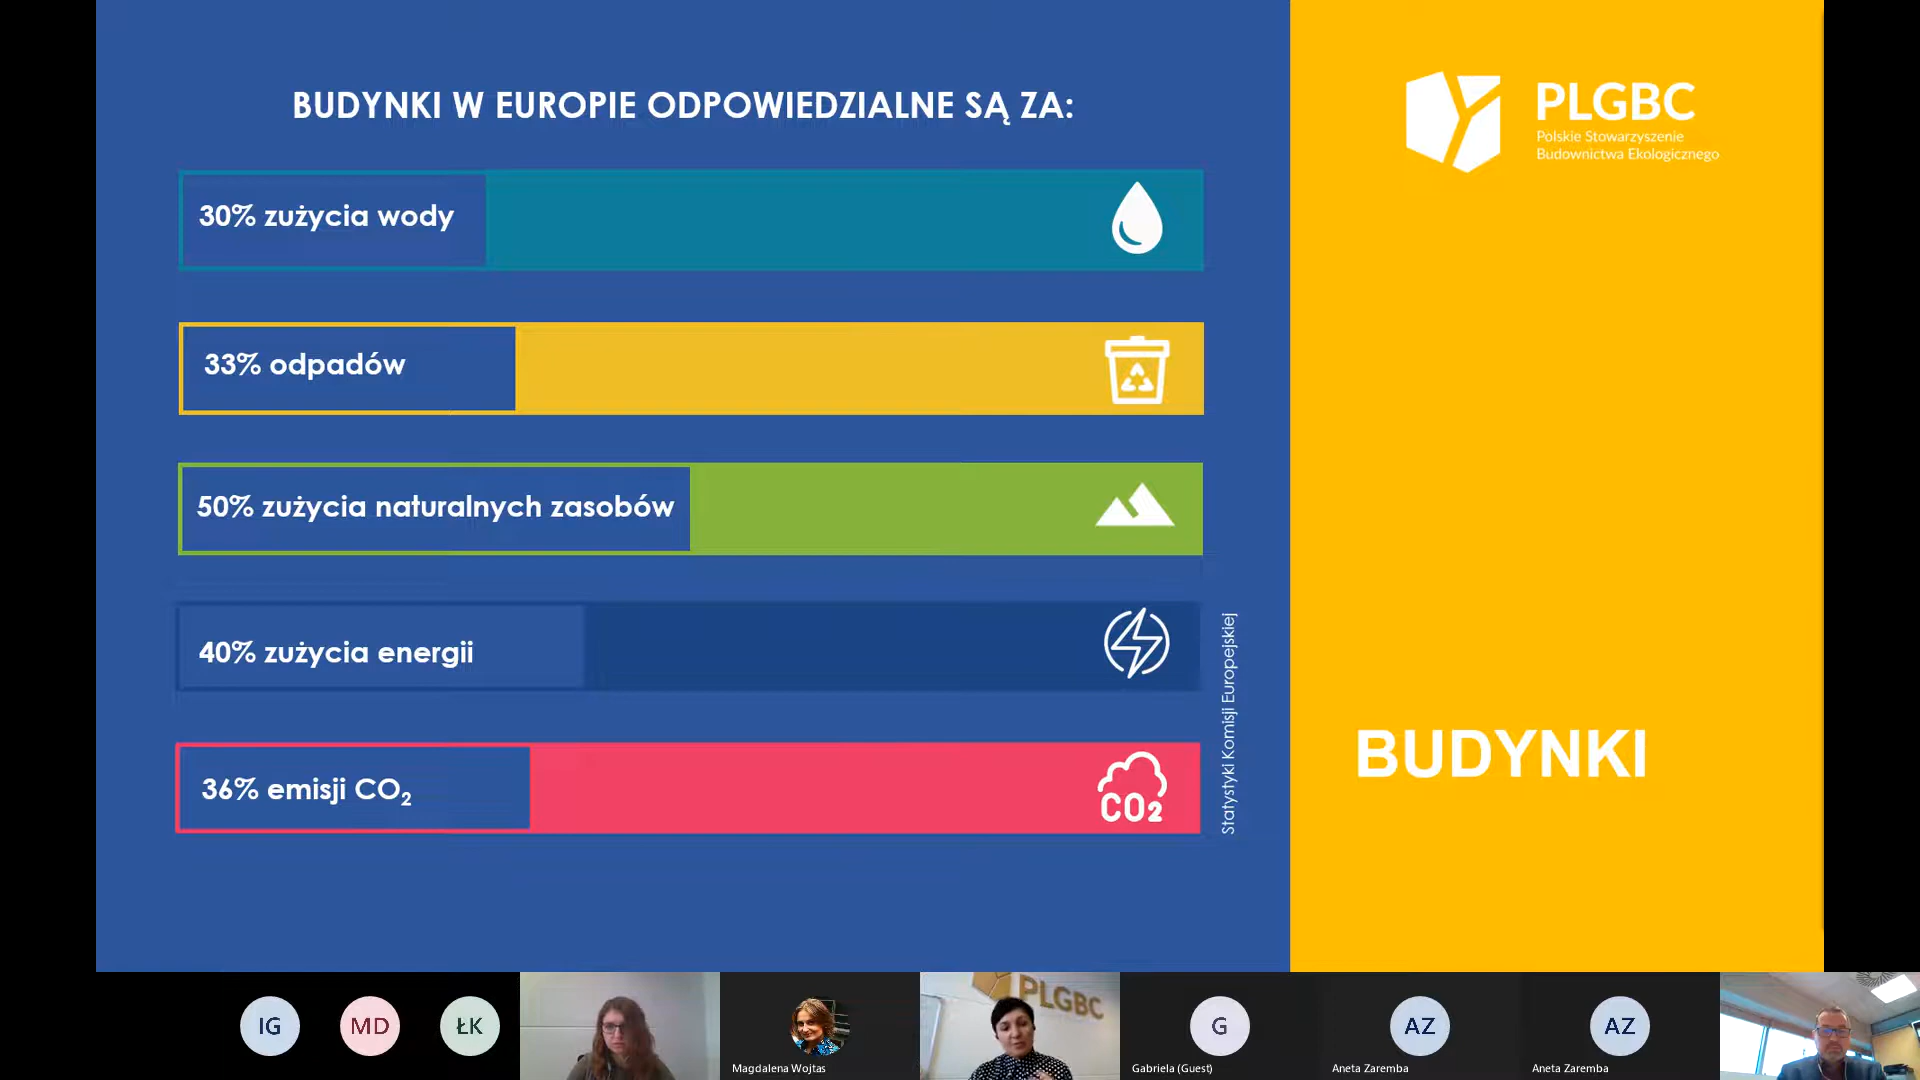 BUDYNKI W EUROPIE ODPOWIEDZIALNE SĄ ZA:
30% zużycia wody
33% odpadów
50% zużycia naturalnych zasobów
40% zużycia energii
36% emisji CO₂
CO2
Statystyki Komisji Europejskiej
PLGBC
Polskie Stowarzyszenie
Budownictwa Ekologicznego
BUDYNKI
IG
MD
ŁK
Magdalena Wojtas
PLGBC
G
Gabriela (Guest)
AZ
Aneta Zaremba
AZ
Aneta Zaremba